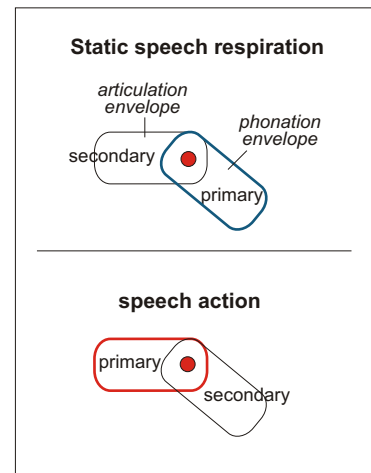 Static speech respiration
articulation
envelope
phonation
envelope
secondary
primary
speech action
primary
secondary